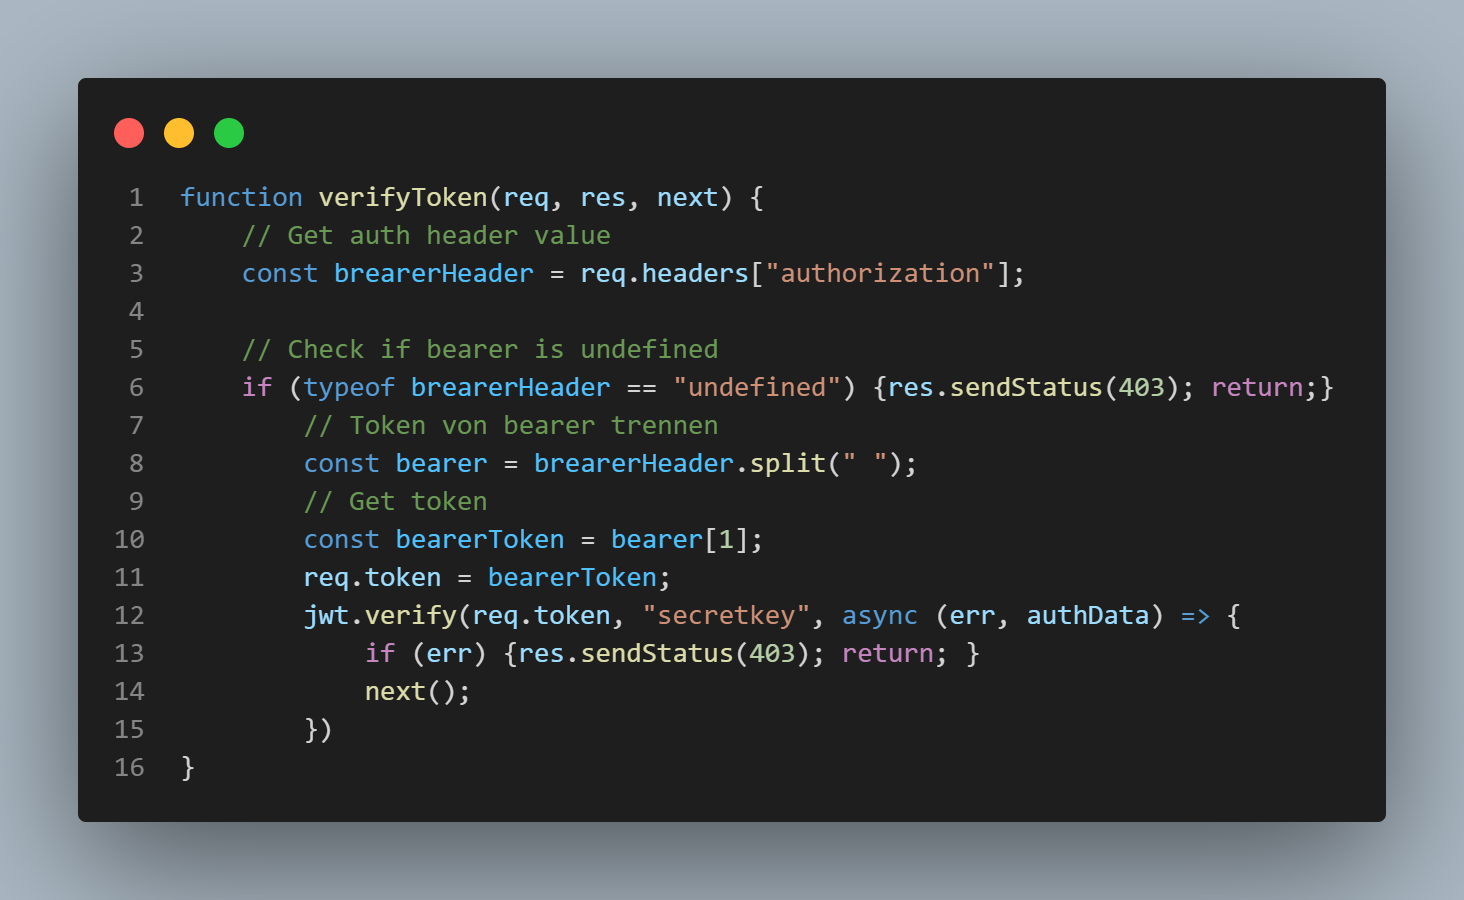 1 function verifyToken(req, res, next) {
2     // Get auth header value
3     const brearerHeader = req.headers["authorization"];
4
5     // Check if bearer is undefined
6     if (typeof brearerHeader == "undefined") {res.sendStatus(403); return;}
7         // Token von bearer trennen
8         const bearer = brearerHeader.split(" ");
9         // Get token
10         const bearerToken = bearer[1];
11         req.token = bearerToken;
12         jwt.verify(req.token, "secretkey", async (err, authData) => {
13             if (err) {res.sendStatus(403); return; }
14             next();
15         })
16 }